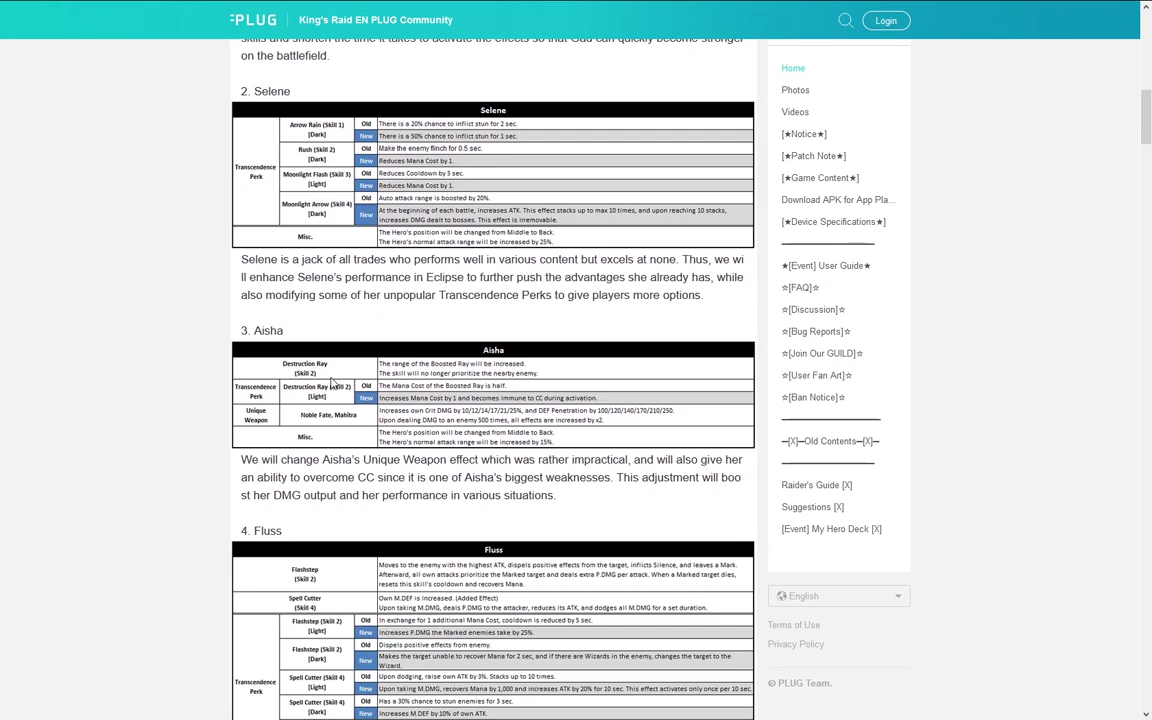 PLUG
King's Raid EN PLUG Community
Login
skills and shorten the time it takes to activate the effects so that Gau can quickly become stronger
on the battlefield.
2. Selene
Selene
Transcendence
Perk
Arrow Rain (Skill 1)
[Dark]
Old
There is a 20% chance to inflict stun for 2 sec.
New
There is a 50% chance to inflict stun for 1 sec.
Rush (Skill 2)
[Dark]
Old
Make the enemy flinch for 0.5 sec.
New
Reduces Mana Cost by 1.
Moonlight Flash (Skill 3)
[Light]
Old
Reduces Cooldown by 3 sec.
New
Reduces Mana Cost by 1.
Moonlight Arrow (Skill 4)
[Dark]
Old
Auto attack range is boosted by 20%.
New
At the beginning of each battle, increases ATK. This effect stacks up to max 10 times, and upon reaching 10 stacks,
increases DMG dealt to bosses. This effect is irremovable.
Misc.
The Hero's position will be changed from Middle to Back.
The Hero's normal attack range will be increased by 25%.
Selene is a jack of all trades who performs well in various content but excels at none. Thus, we wi
ll enhance Selene's performance in Eclipse to further push the advantages she already has, while
also modifying some of her unpopular Transcendence Perks to give players more options.
3. Aisha
Aisha
Destruction Ray
(Skill 2)
The range of the Boosted Ray will be increased.
The skill will no longer prioritize the nearby enemy.
Transcendence
Perk
Destruction Ray (Skill 2)
[Light]
Old
The Mana Cost of the Boosted Ray is half.
New
Increases Mana Cost by 1 and becomes immune to CC during activation.
Unique
Weapon
Noble Fate, Mahitra
Increases own Crit DMG by 10/12/14/17/21/25%, and DEF Penetration by 100/120/140/170/210/250.
Upon dealing DMG to an enemy 500 times, all effects are increased by x2.
Misc.
The Hero's position will be changed from Middle to Back.
The Hero's normal attack range will be increased by 15%.
We will change Aisha's Unique Weapon effect which was rather impractical, and will also give her
an ability to overcome CC since it is one of Aisha's biggest weaknesses. This adjustment will boo
st her DMG output and her performance in various situations.
4. Fluss
Fluss
Flashstep
(Skill 2)
Moves to the enemy with the highest ATK, dispels positive effects from the target, inflicts Silence, and leaves a Mark.
Afterward, all own attacks prioritize the Marked target and deals extra P.DMG per attack. When a Marked target dies,
resets this skill's cooldown and recovers Mana.
Spell Cutter
(Skill 4)
Own M.DEF is Increased. (Added Effect)
Upon taking M.DMG, deals P.DMG to the attacker, reduces its ATK, and dodges all M.DMG for a set duration.
Transcendence
Perk
Flashstep (Skill 2)
[Light]
Old
In exchange for 1 additional Mana Cost, cooldown is reduced by 5 sec.
New
Increases P.DMG the Marked enemies take by 25%.
Flashstep (Skill 2)
[Dark]
Old
Dispels positive effects from enemy.
New
Makes the target unable to recover Mana for 2 sec, and if there are Wizards in the enemy, changes the target to the
Wizard.
Spell Cutter (Skill 4)
[Light]
Old
Upon dodging, raise own ATK by 3%. Stacks up to 10 times.
New
Upon taking M.DMG, recovers Mana by 1,000 and increases ATK by 20% for 10 sec. This effect activates only once per 10 sec.
Spell Cutter (Skill 4)
[Dark]
Old
Has a 30% chance to stun enemies for 3 sec.
New
Increases M.DEF by 10% of own ATK.
Home
Photos
Videos
[★Notice★]
[★Patch Note★]
[★Game Content★]
Download APK for App Pla...
[★Device Specifications★]
★[Event] User Guide★
☆[FAQ]☆
☆[Discussion]☆
☆[Bug Reports]☆
☆[Join Our GUILD]☆
☆[User Fan Art]☆
☆[Ban Notice]☆
━[X]━Old Contents━[X]━
Raider's Guide [X]
Suggestions [X]
[Event] My Hero Deck [X]
English
Terms of Use
Privacy Policy
© PLUG Team.